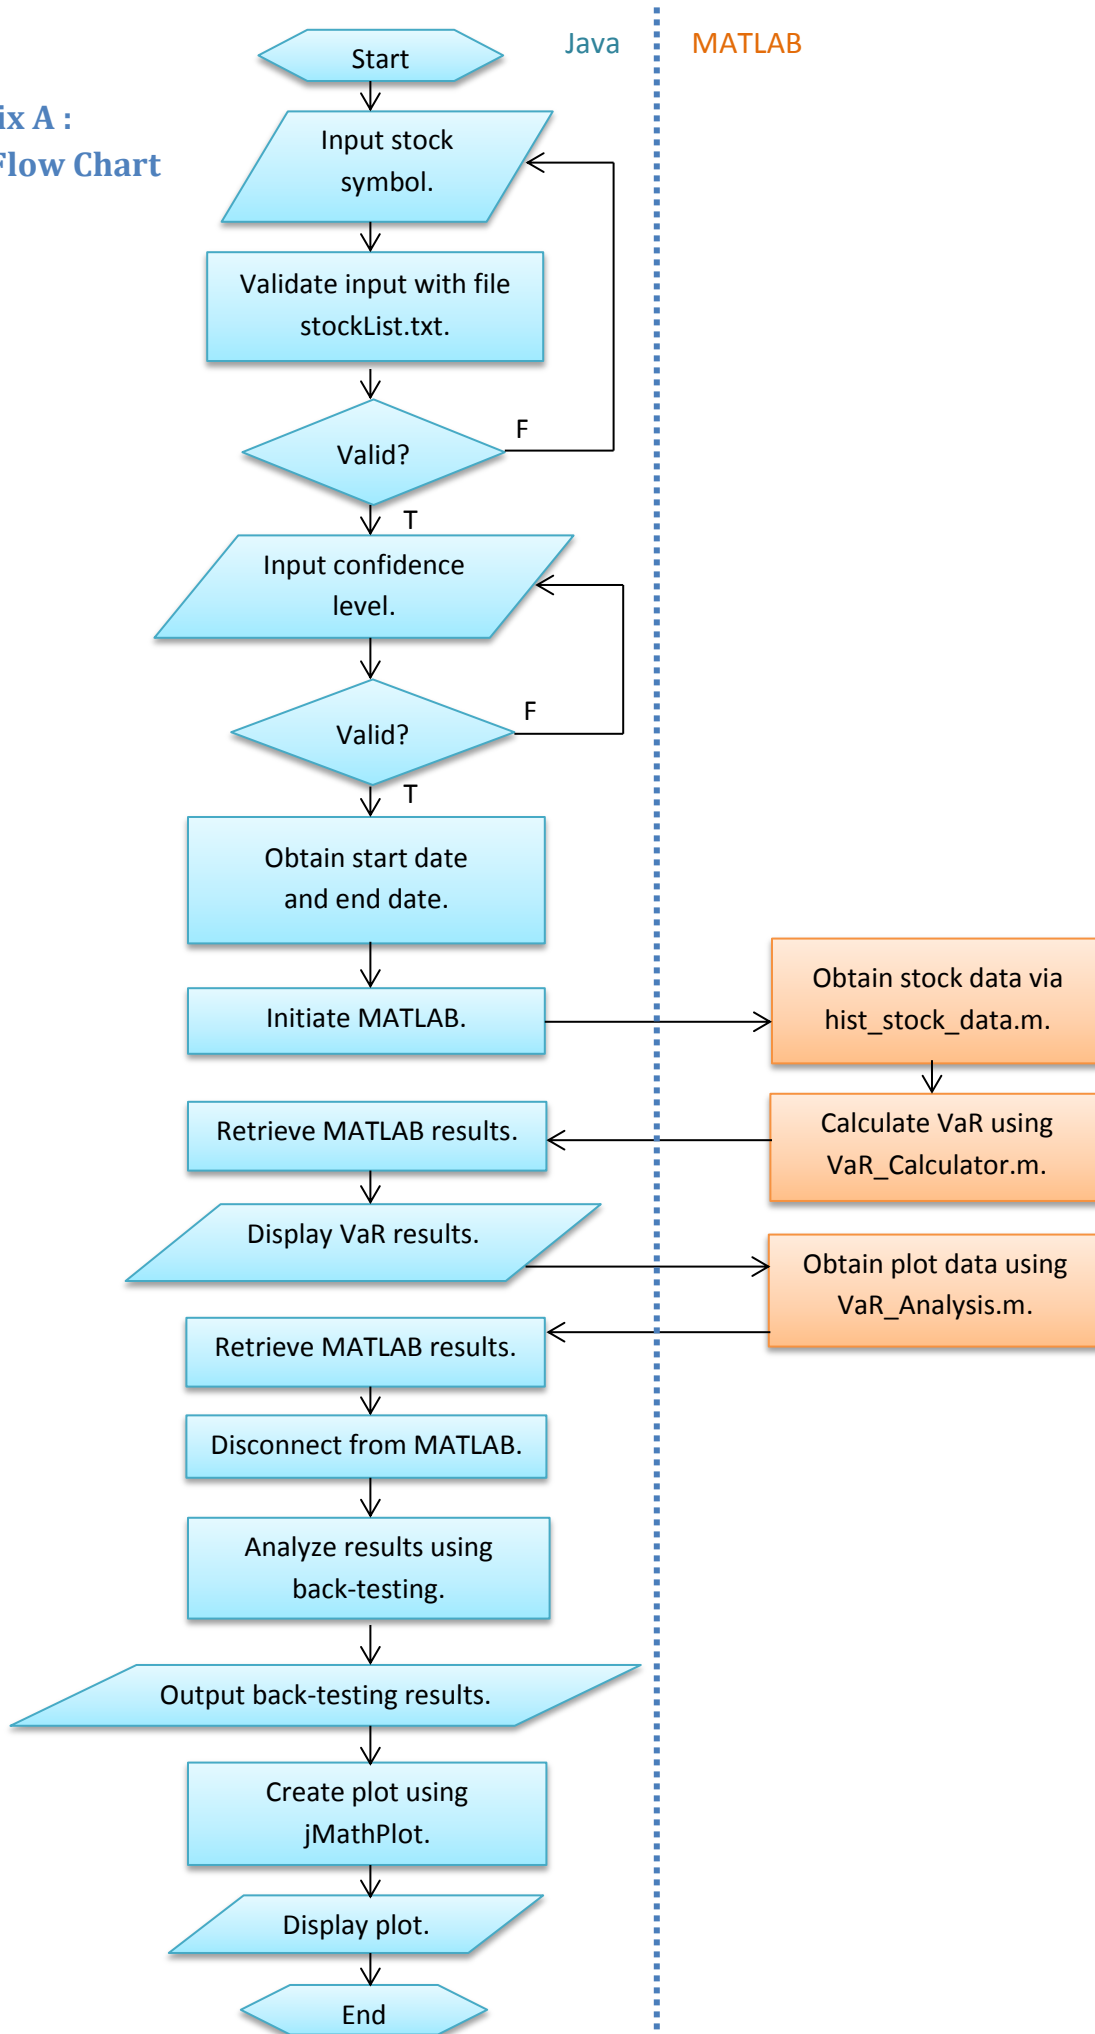 Java
MATLAB
Start
ix A :
Flow Chart
Input stock
symbol.
Validate input with file
stockList.txt.
Valid?
F
T
Input confidence
level.
Valid?
F
T
Obtain start date
and end date.
Initiate MATLAB.
Obtain stock data via
hist_stock_data.m.
Retrieve MATLAB results.
Calculate VaR using
VaR_Calculator.m.
Display VaR results.
Obtain plot data using
VaR_Analysis.m.
Retrieve MATLAB results.
Disconnect from MATLAB.
Analyze results using
back-testing.
Output back-testing results.
Create plot using
jMathPlot.
Display plot.
End